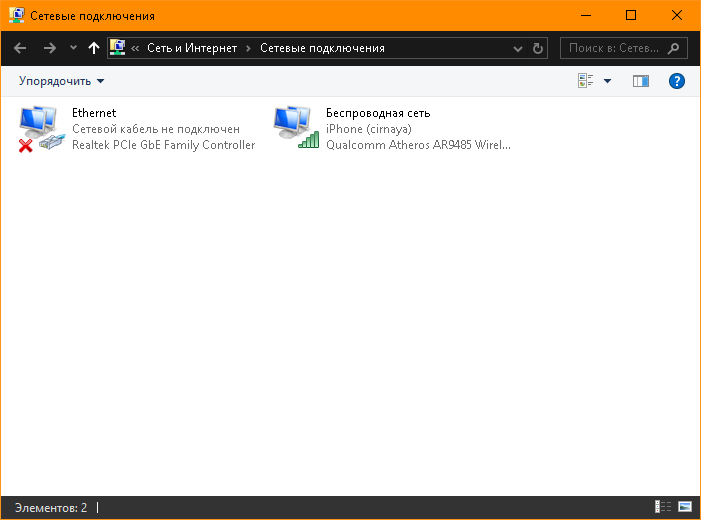 Сетевые подключения
« Сеть и Интернет › Сетевые подключения
Поиск в: Сетев...
Упорядочить
?
Ethernet
Сетевой кабель не подключен
Realtek PCIe GbE Family Controller
Беспроводная сеть
iPhone (cirnaya)
Qualcomm Atheros AR9485 Wirel...
Элементов: 2